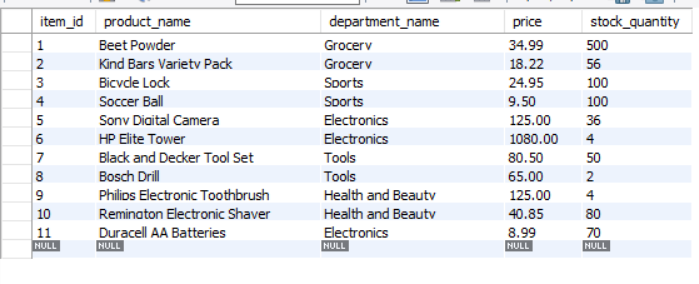 item_id product_name department_name price stock_quantity
1 Beet Powder Grocery 34.99 500
2 Kind Bars Variety Pack Grocery 18.22 56
3 Bicycle Lock Sports 24.95 100
4 Soccer Ball Sports 9.50 100
5 Sony Digital Camera Electronics 125.00 36
6 HP Elite Tower Electronics 1080.00 4
7 Black and Decker Tool Set Tools 80.50 50
8 Bosch Drill Tools 65.00 2
9 Philips Electronic Toothbrush Health and Beauty 125.00 4
10 Remington Electronic Shaver Health and Beauty 40.85 80
11 Duracell AA Batteries Electronics 8.99 70
NULL NULL NULL NULL NULL